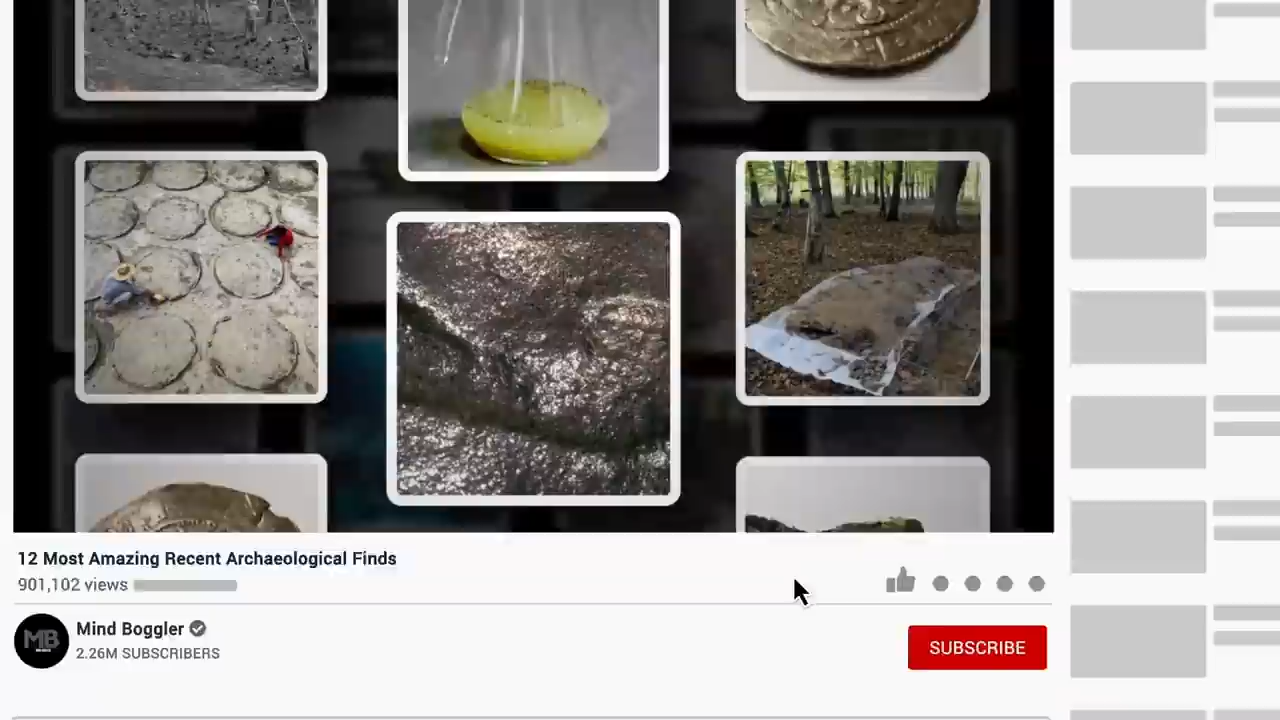 12 Most Amazing Recent Archaeological Finds
901,102 views
MB
Mind Boggler
2.26M SUBSCRIBERS
SUBSCRIBE